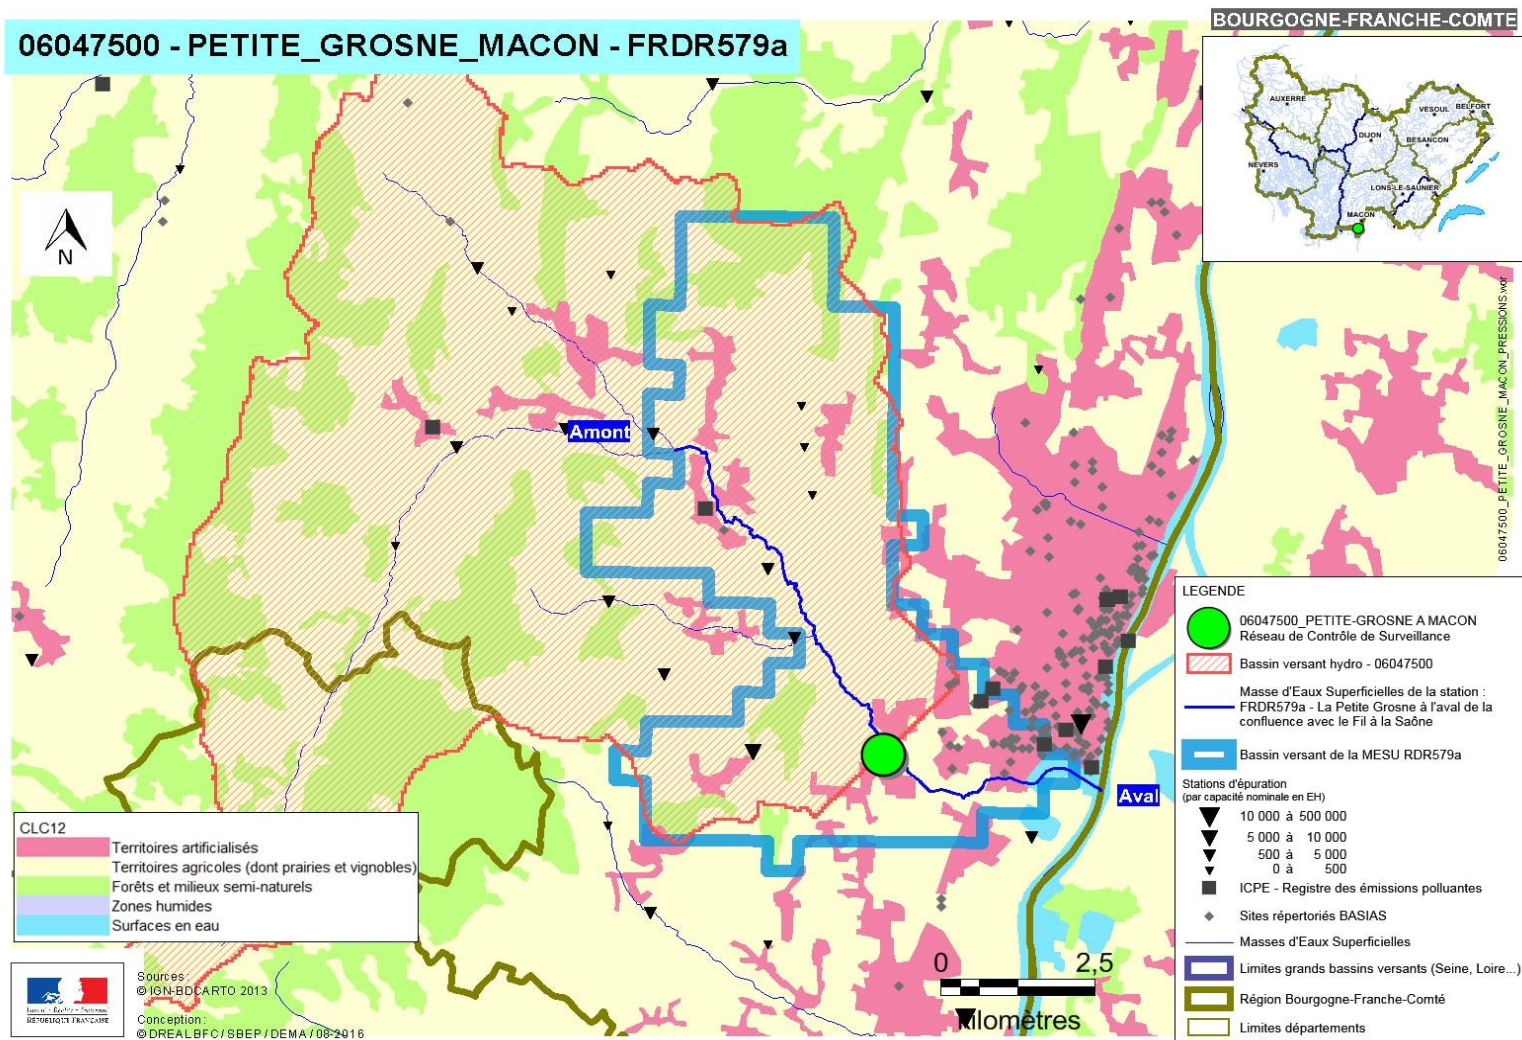 BOURGOGNE-FRANCHE-COMTE
06047500 - PETITE_GROSNE_MACON - FRDR579a
AUXERRE
VESOUL
BELFORT
DIJON
BESANCON
NEVERS
LONS-LE-SAUNIER
MACON
N
06047500_PETITE_GROSNE_MACON_PRESSIONS.wor
Amont
Aval
LEGENDE
06047500_PETITE-GROSNE A MACON
Réseau de Contrôle de Surveillance
Bassin versant hydro - 06047500
Masse d'Eaux Superficielles de la station :
FRDR579a - La Petite Grosne à l'aval de la
confluence avec le Fil à la Saône
Bassin versant de la MESU RDR579a
Stations d'épuration
(par capacité nominale en EH)
10 000 à 500 000
5 000 à 10 000
500 à 5 000
0 à 500
ICPE - Registre des émissions polluantes
Sites répertoriés BASIAS
Masses d'Eaux Superficielles
Limites grands bassins versants (Seine, Loire...)
Région Bourgogne-Franche-Comté
Limites départements
CLC12
Territoires artificialisés
Territoires agricoles (dont prairies et vignobles)
Forêts et milieux semi-naturels
Zones humides
Surfaces en eau
Liberté • Égalité • Fraternité
RÉPUBLIQUE FRANÇAISE
Sources :
© IGN-BDCARTO 2013
Conception :
© DREAL BFC / SBEP / DEMA / 08-2016
0 2,5
kilomètres